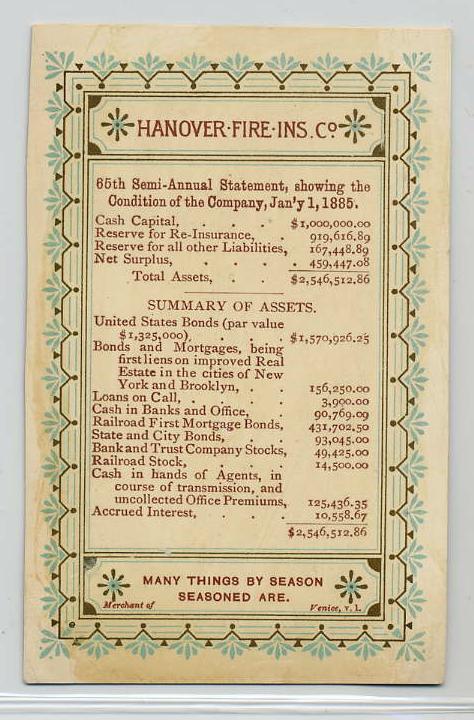 HANOVER·FIRE·INS.Cº
65th Semi-Annual Statement, showing the
Condition of the Company, Jan'y 1, 1885.
Cash Capital, . . . $1,000,000.00
Reserve for Re-Insurance, . 919,616.89
Reserve for all other Liabilities, 167,448.89
Net Surplus, . . . . 459,447.08
Total Assets, . . . $2,546,512.86
SUMMARY OF ASSETS.
United States Bonds (par value
$1,325,000), . . . $1,570,926.25
Bonds and Mortgages, being
first liens on improved Real
Estate in the cities of New
York and Brooklyn, . . 156,250.00
Loans on Call, . . . 3,900.00
Cash in Banks and Office, . 90,769.09
Railroad First Mortgage Bonds, 431,702.50
State and City Bonds, . . 93,045.00
Bank and Trust Company Stocks, 49,425.00
Railroad Stock, . . . 14,500.00
Cash in hands of Agents, in
course of transmission, and
uncollected Office Premiums, 125,436.35
Accrued Interest, . . . 10,558.67
$2,546,512.86
MANY THINGS BY SEASON
SEASONED ARE.
Merchant of Venice, v. 1.